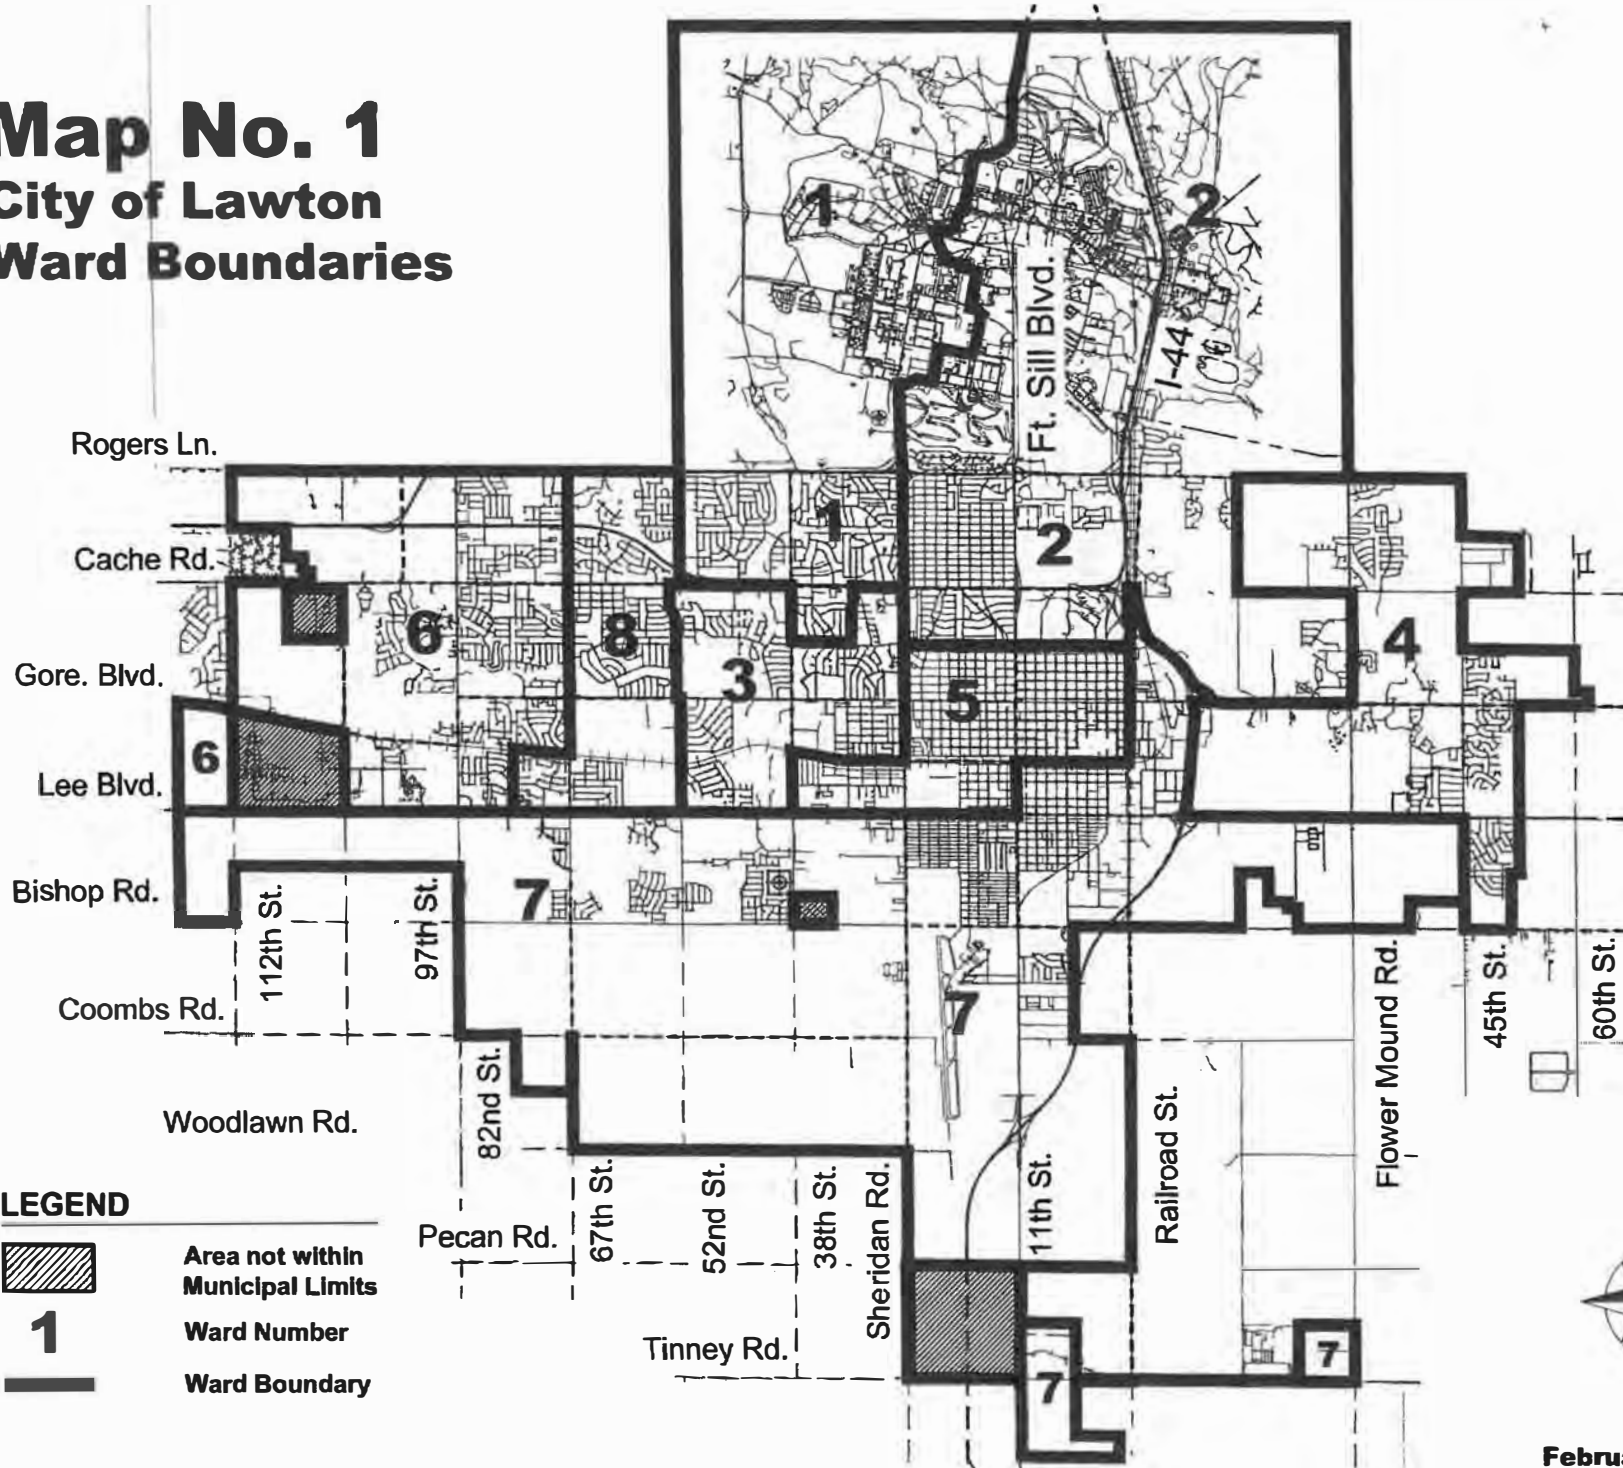 Map No. 1
City of Lawton
Ward Boundaries
1
2
Ft. Sill Blvd.
I-44
Rogers Ln.
1
2
Cache Rd.
6
8
3
4
Gore. Blvd.
5
6
Lee Blvd.
Bishop Rd.
112th St.
97th St.
7
Coombs Rd.
7
Flower Mound Rd.
45th St.
60th St.
82nd St.
Woodlawn Rd.
67th St.
52nd St.
38th St.
Sheridan Rd.
11th St.
Railroad St.
LEGEND
Pecan Rd.
Area not within
Municipal Limits
1
Ward Number
Tinney Rd.
7
7
Ward Boundary
Febru